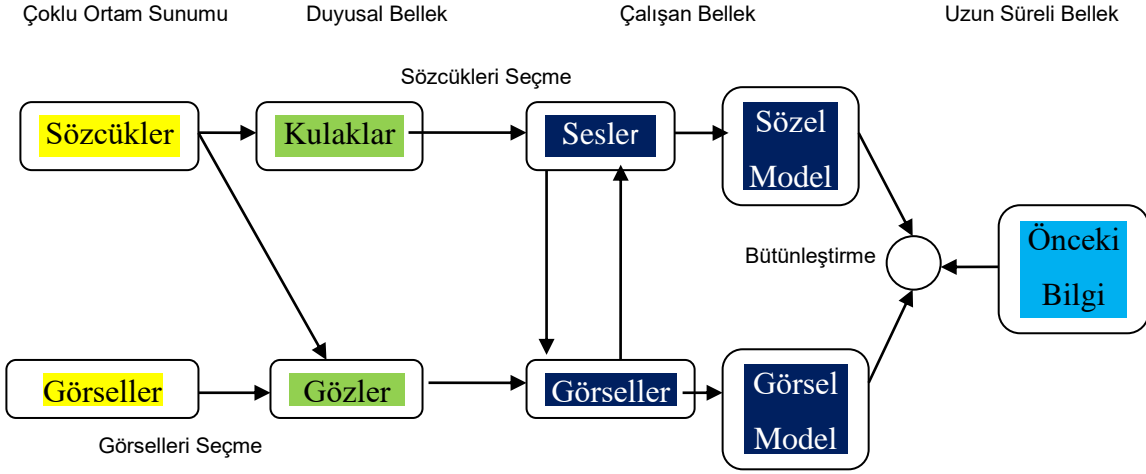 Çoklu Ortam Sunumu
Duyusal Bellek
Çalışan Bellek
Uzun Süreli Bellek
Sözcükleri Seçme
Sözcükler
Kulaklar
Sesler
Sözel
Model
Bütünleştirme
Önceki
Bilgi
Görseller
Gözler
Görseller
Görsel
Model
Görselleri Seçme